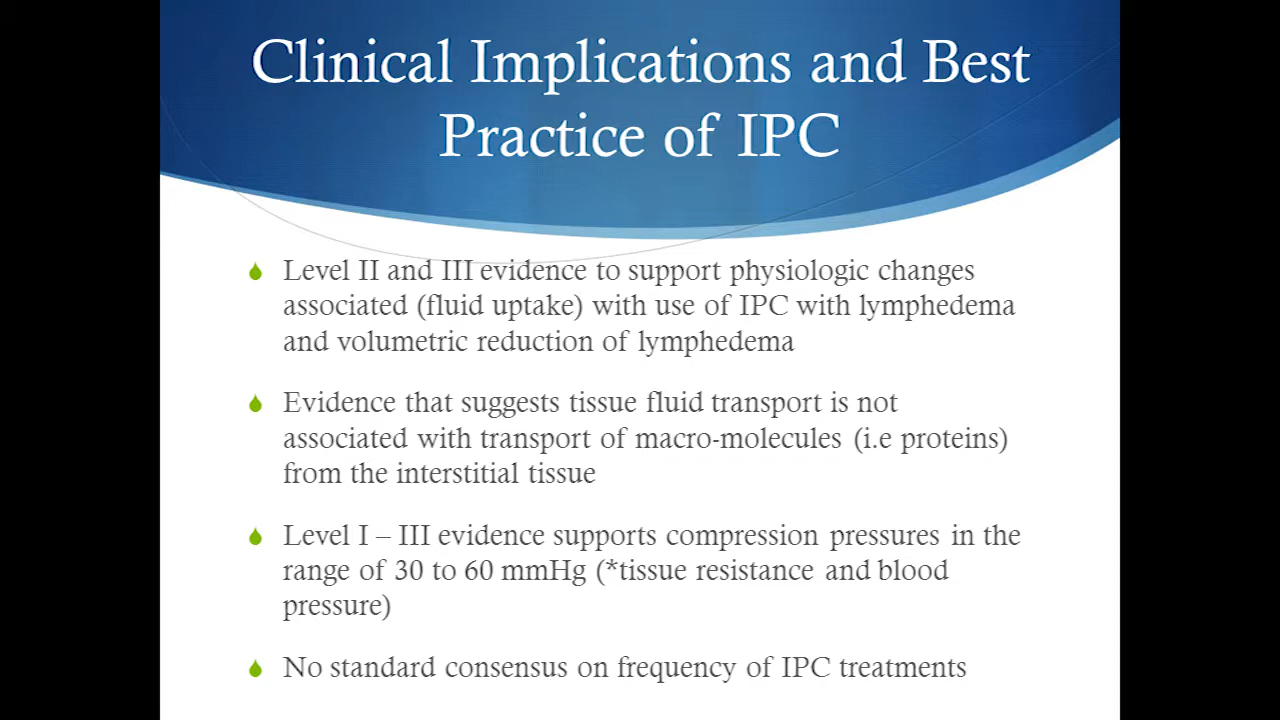 Clinical Implications and Best
Practice of IPC
Level II and III evidence to support physiologic changes
associated (fluid uptake) with use of IPC with lymphedema
and volumetric reduction of lymphedema
Evidence that suggests tissue fluid transport is not
associated with transport of macro-molecules (i.e proteins)
from the interstitial tissue
Level I – III evidence supports compression pressures in the
range of 30 to 60 mmHg (*tissue resistance and blood
pressure)
No standard consensus on frequency of IPC treatments